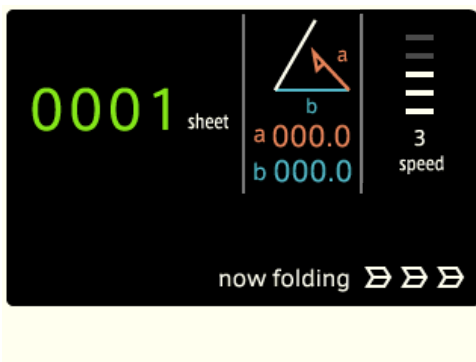 0001 sheet
a
b
a 000.0
b 000.0
3
speed
now folding